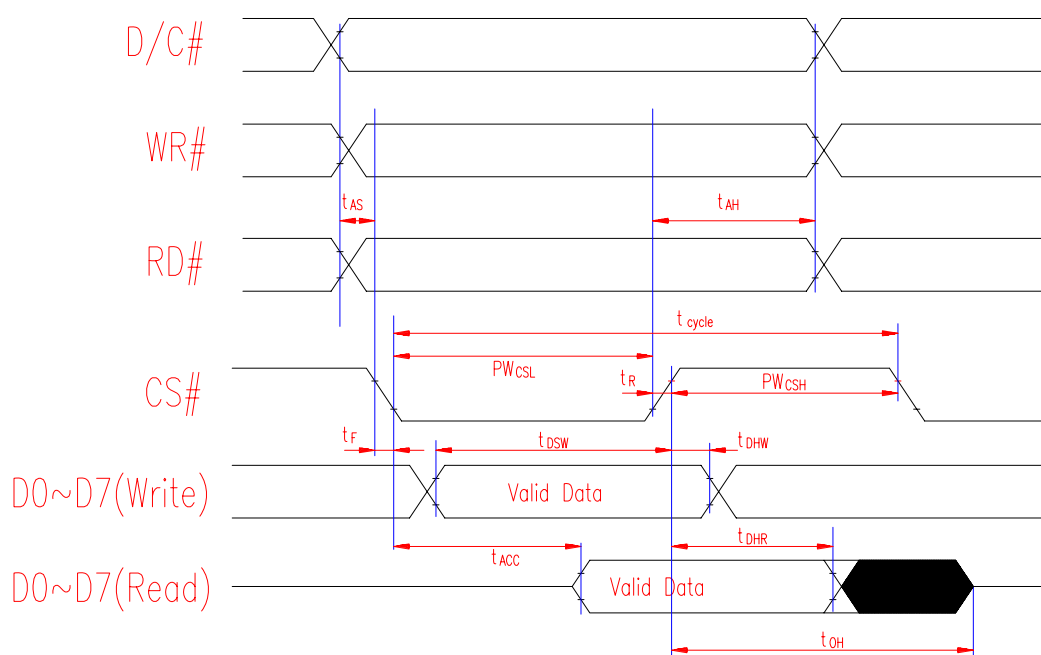 D/C#
WR#
tAS
tAH
RD#
tcycle
PWCSL
tR
PWCSH
CS#
tF
tDSW
tDHW
D0~D7(Write)
Valid Data
tACC
tDHR
D0~D7(Read)
Valid Data
tOH